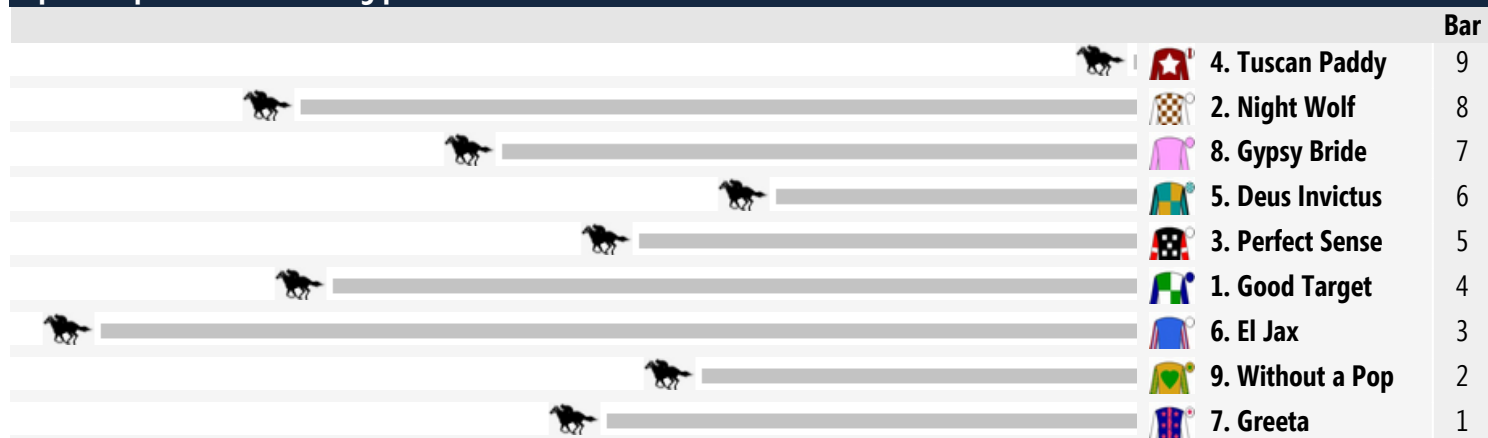 Bar
4. Tuscan Paddy 9
2. Night Wolf 8
8. Gypsy Bride 7
5. Deus Invictus 6
3. Perfect Sense 5
1. Good Target 4
6. El Jax 3
9. Without a Pop 2
7. Greeta 1